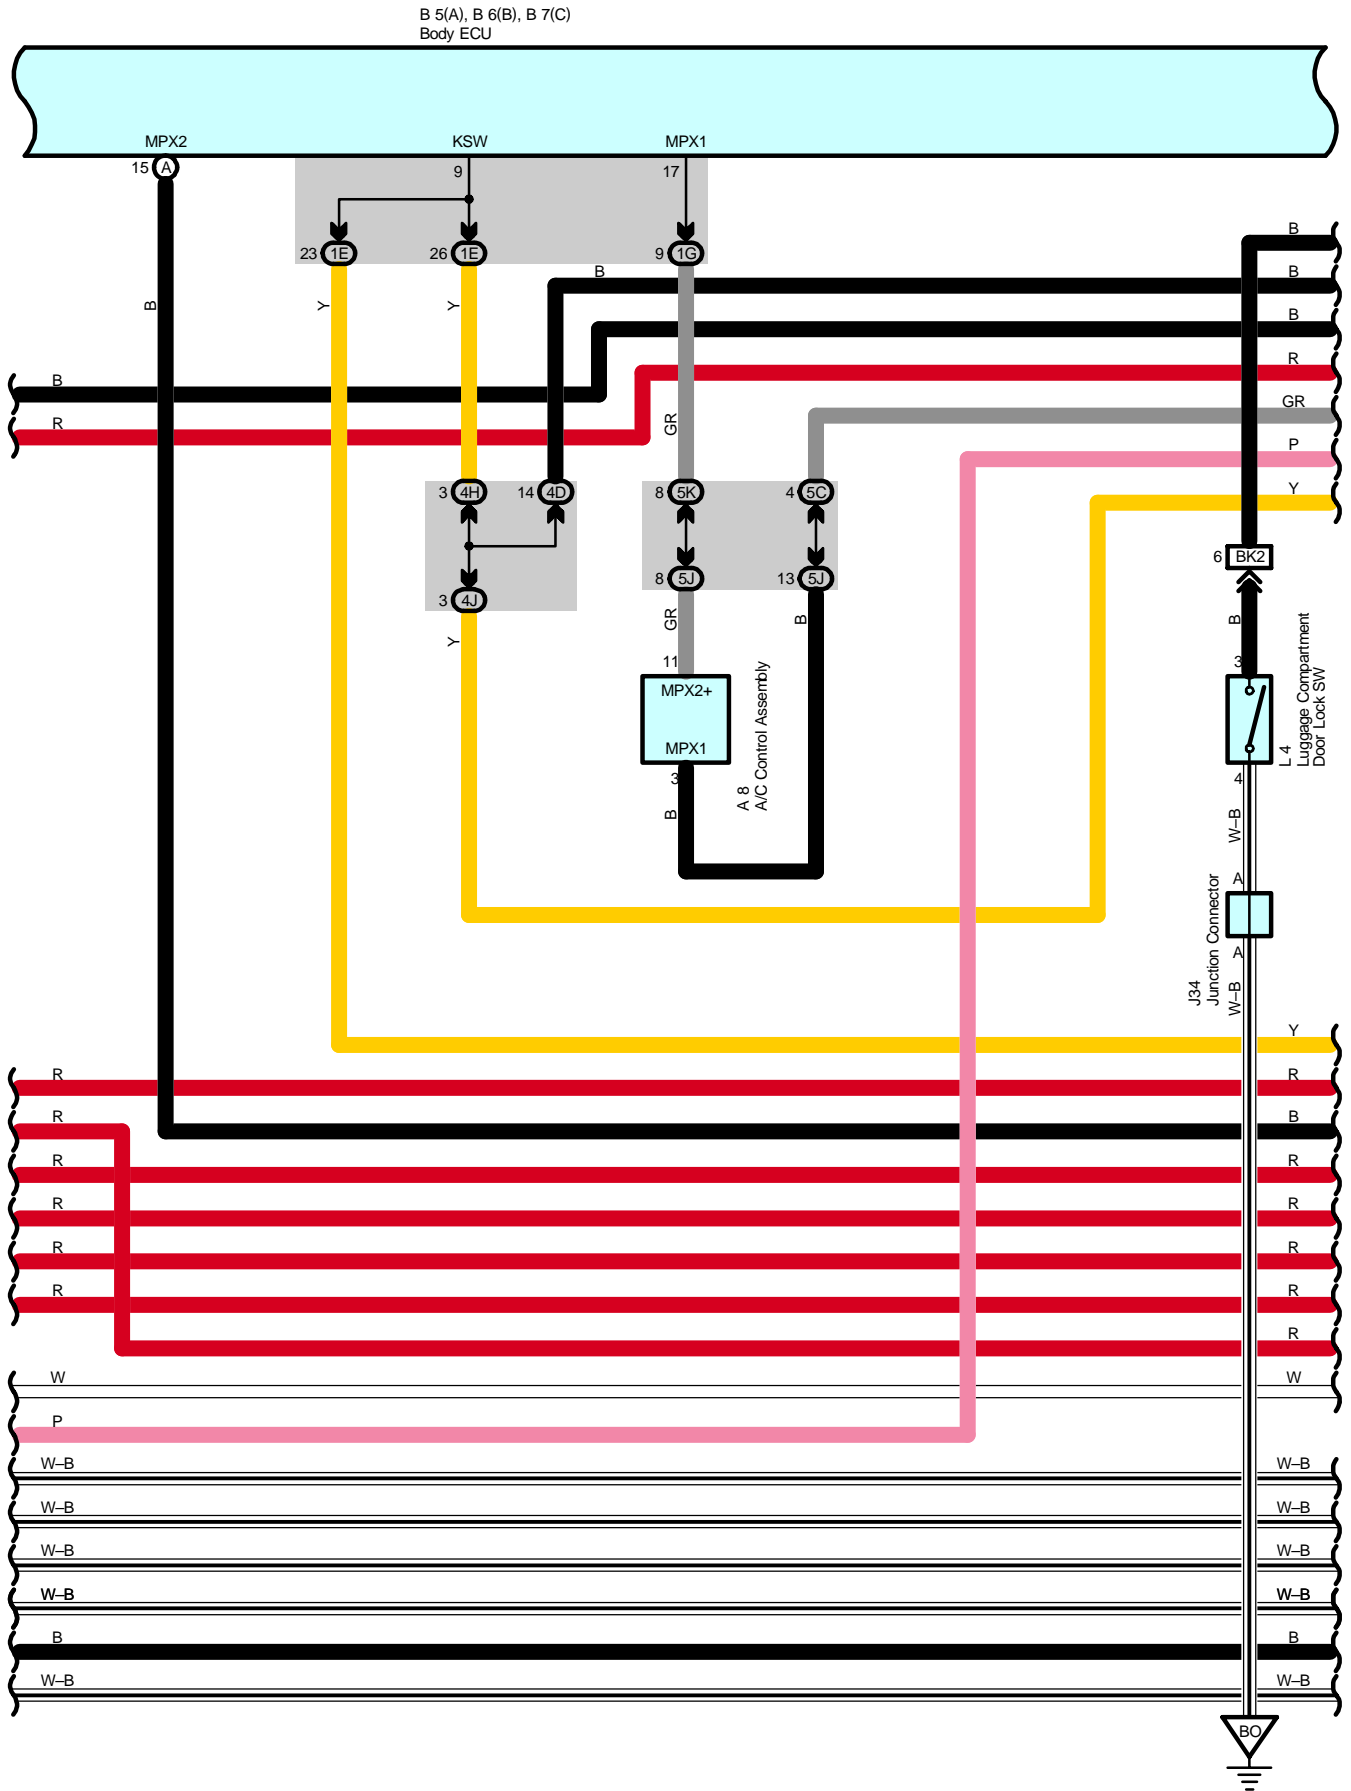 B 5(A), B 6(B), B 7(C)
Body ECU
MPX2
KSW
MPX1
15 A
9
17
23 1E
26 1E
9 1G
B
B
B
Y
Y
B
B
R
B
GR
R
GR
P
Y
3 4H
14 4D
8 5K
4 5C
6 BK2
8 5J
13 5J
3 4J
Y
GR
B
B
11
3
MPX2+
MPX1
A 8
A/C Control Assembly
L 4
Luggage Compartment
Door Lock SW
3
4
B
W–B
A
J34
Junction Connector
A
W–B
Y
R
R
R
B
R
R
R
R
R
R
R
R
R
W
W
P
W–B
W–B
W–B
W–B
W–B
W–B
W–B
W–B
B
B
W–B
W–B
BO